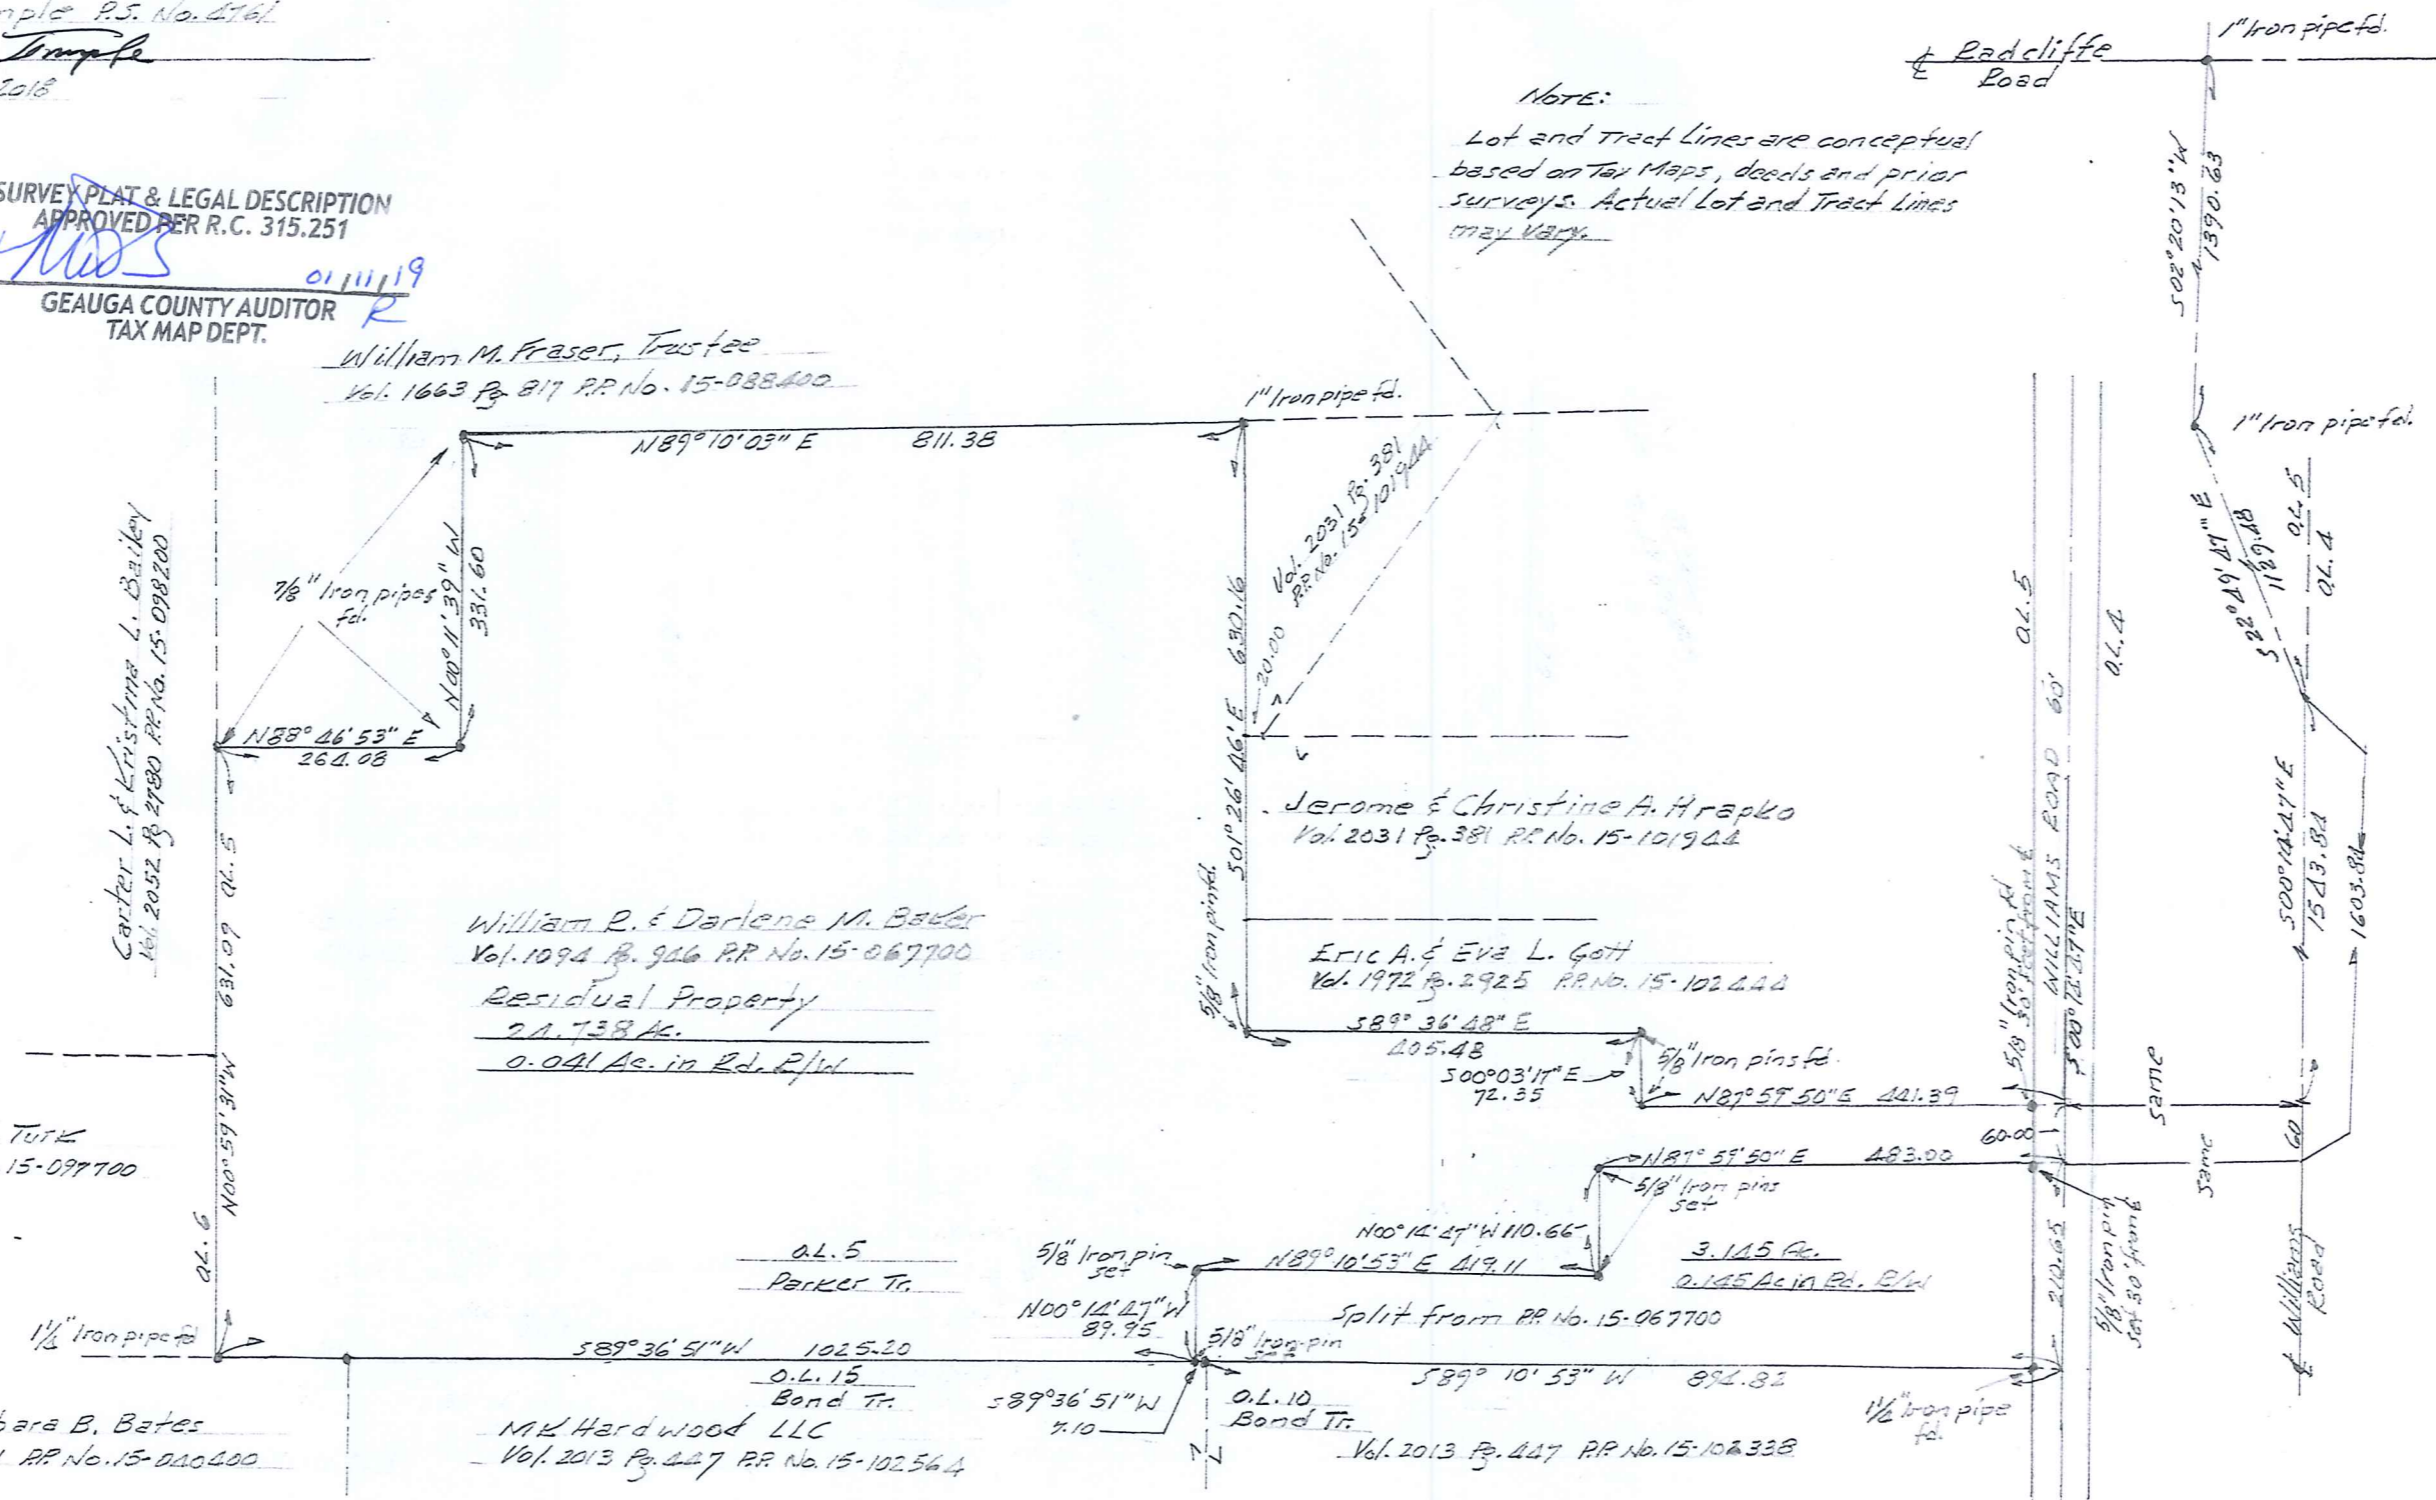 P.S. No. 4761
Temple
2018
SURVEY PLAT & LEGAL DESCRIPTION
APPROVED PER R.C. 315.251
01/11/19
GEAUGA COUNTY AUDITOR R
TAX MAP DEPT.
NOTE:
Lot and Tract Lines are conceptual
based on Tax Maps, deeds and prior
surveys. Actual Lot and Tract Lines
may vary.
℄ Radcliffe
Road
1" Iron pipe fd.
S02°20'13"W
1390.63
1" Iron pipe fd.
S22°49'47"E
1129.48
O.L. 5
O.L. 4
S00°14'47"E
1543.84
1603.84
60
℄ Williams
Road
William M. Fraser, Trustee
Vol. 1663 Pg. 817 P.P. No. 15-088400
N89°10'03"E 811.38
1" Iron pipe fd.
Vol. 2031 Pg. 381
P.P. No. 15-101944
20.00
S01°26'46"E 630.16
5/8" Iron pin fd.
7/8" Iron pipes
fd.
N00°11'39"W
331.60
N88°46'53"E
264.08
Carter L. & Kristina L. Bailey
Vol. 2052 Pg 2780 P.P. No. 15-098200
N00°59'31"W 631.09 O.L. 5
O.L. 6
Jerome & Christine A. Hrapko
Vol. 2031 Pg. 381 P.P. No. 15-101944
William R. & Darlene M. Baker
Vol. 1094 Pg. 946 P.P. No. 15-067700
Residual Property
24.738 Ac.
0.041 Ac. in Rd. R/W
Eric A. & Eva L. Gott
Vol. 1972 Pg. 2925 P.P. No. 15-102444
S89°36'48"E
405.48
5/8" Iron pins fd.
S00°03'17"E
72.35
N87°59'50"E 441.39
5/8" Iron pin fd
30 feet from ℄
O.L. 5
WILLIAMS ROAD 60'
S00°14'47"E
O.L. 4
Same
Same
60.00
N87°59'50"E 483.00
5/8" Iron pins
set
210.65
5/8" Iron pin
set 30' from ℄
Turk
15-097700
O.L. 5
Parker Tr.
5/8" Iron pin
set
N00°14'47"W 110.66
N89°10'53"E 419.11
3.145 Ac.
0.145 Ac in Rd. R/W
N00°14'47"W
89.95
Split from P.P. No. 15-067700
5/8" Iron pin
set
Iron pipe fd
S89°36'51"W 1025.20
O.L. 15
Bond Tr.
S89°36'51"W
7.10
O.L. 10
Bond Tr.
S89°10'53"W 894.82
Iron pipe
fd.
bara B. Bates
P.P. No. 15-040400
MK Hardwood LLC
Vol. 2013 Pg. 447 P.P. No. 15-102564
Vol. 2013 Pg. 447 P.P. No. 15-102338